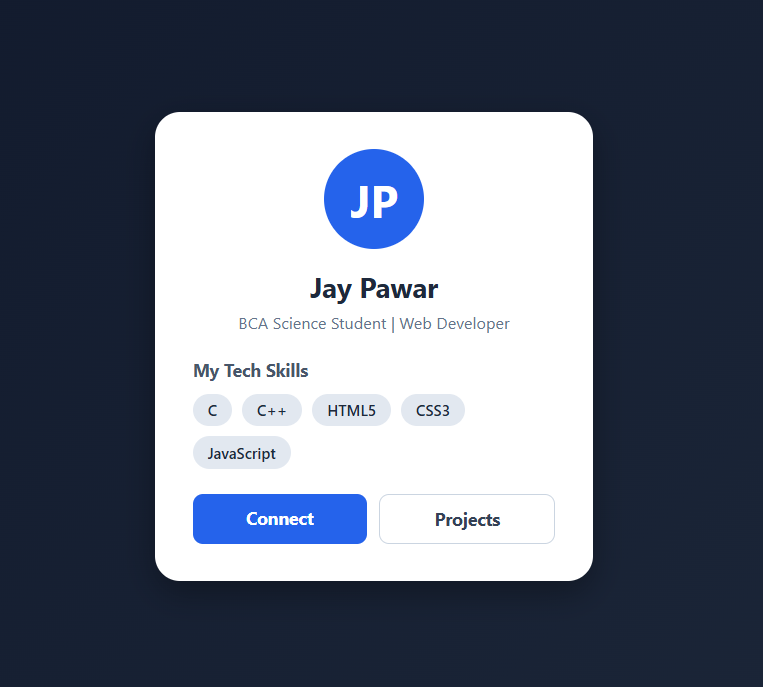 JP
Jay Pawar
BCA Science Student | Web Developer
My Tech Skills
C C++ HTML5 CSS3
JavaScript
Connect Projects